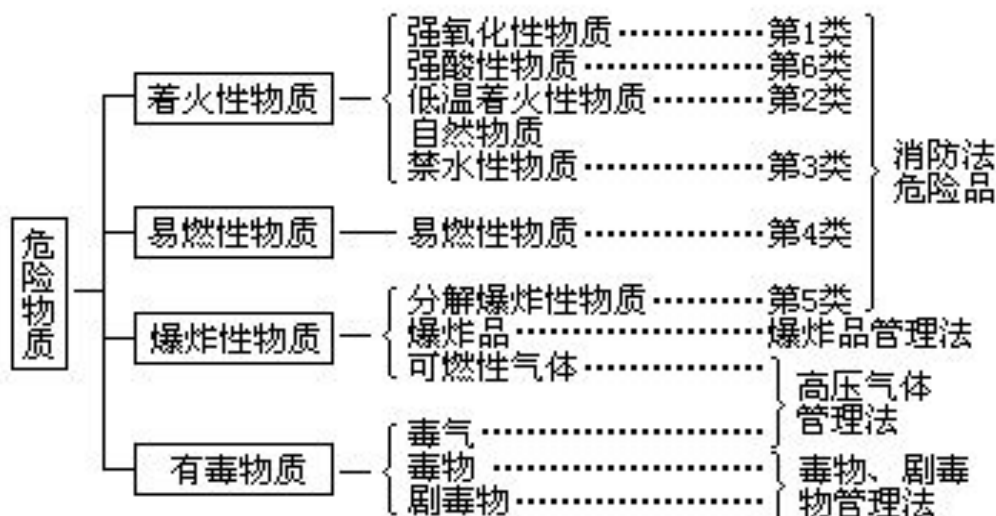 危险物质
着火性物质
强氧化性物质…………第1类
强酸性物质…………第6类
低温着火性物质………第2类
自然物质
禁水性物质…………第3类
易燃性物质
易燃性物质…………第4类
消防法
危险品
爆炸性物质
分解爆炸性物质………第5类
爆炸品…………………爆炸品管理法
可燃性气体…………
高压气体
管理法
有毒物质
毒气…………………
毒物…………………
剧毒物…………………
毒物、剧毒
物管理法